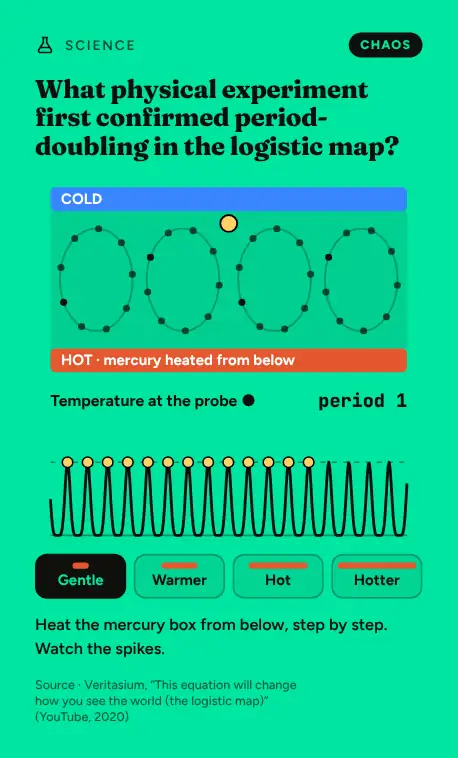 SCIENCE
CHAOS
What physical experiment
first confirmed period-
doubling in the logistic map?
COLD
HOT · mercury heated from below
Temperature at the probe
period 1
Gentle
Warmer
Hot
Hotter
Heat the mercury box from below, step by step.
Watch the spikes.
Source · Veritasium, “This equation will change
how you see the world (the logistic map)”
(YouTube, 2020)